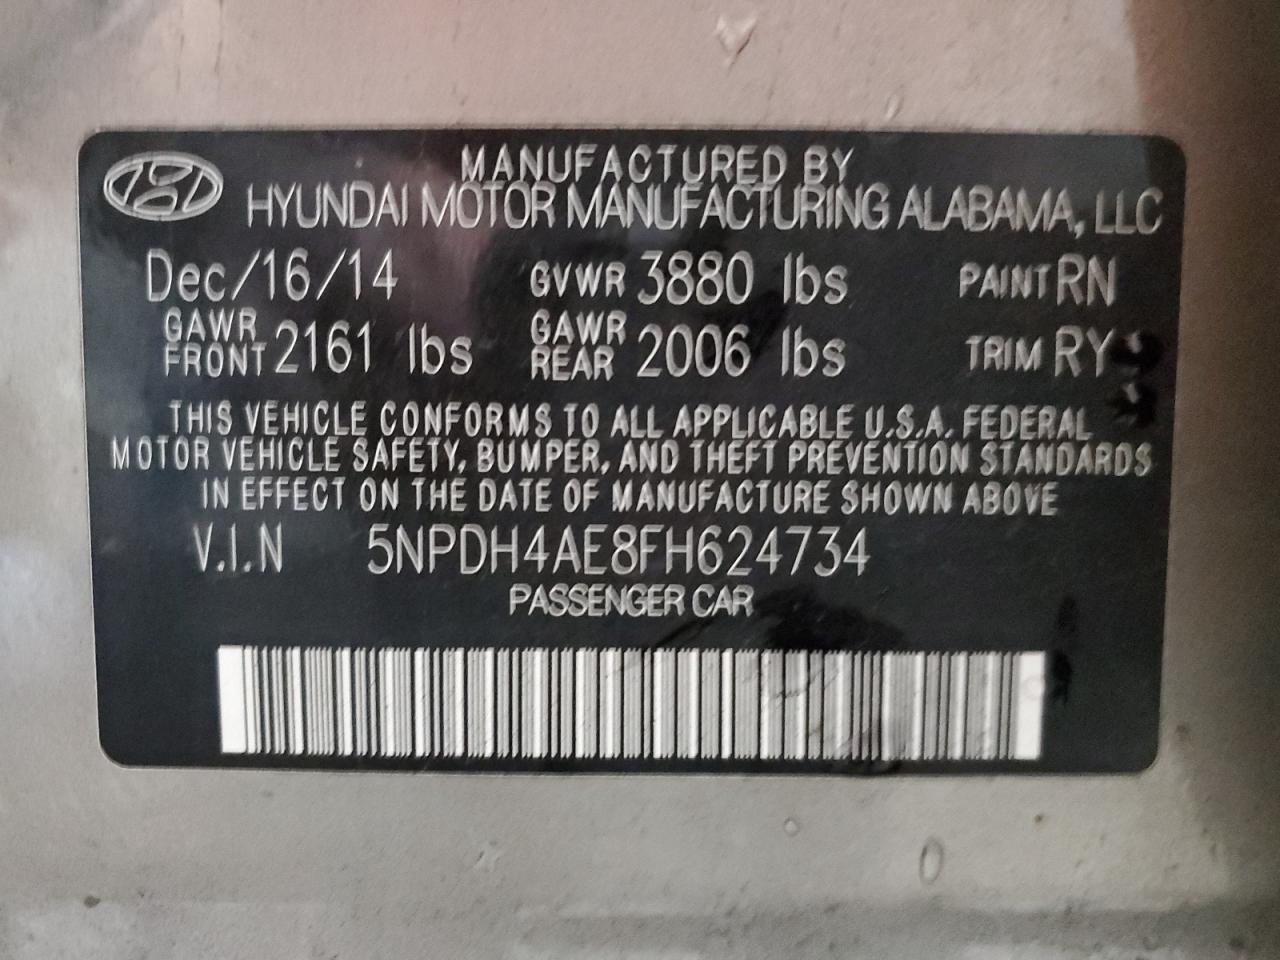 MANUFACTURED BY
HYUNDAI MOTOR MANUFACTURING ALABAMA, LLC
Dec/16/14 GVWR 3880 lbs PAINT RN
GAWR FRONT 2161 lbs GAWR REAR 2006 lbs TRIM RY
THIS VEHICLE CONFORMS TO ALL APPLICABLE U.S.A. FEDERAL
MOTOR VEHICLE SAFETY, BUMPER, AND THEFT PREVENTION STANDARDS
IN EFFECT ON THE DATE OF MANUFACTURE SHOWN ABOVE
V.I.N 5NPDH4AE8FH624734
PASSENGER CAR